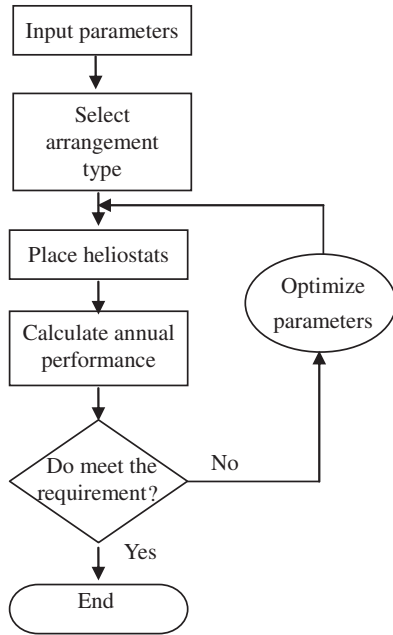 Input parameters
Select
arrangement
type
Place heliostats
Optimize
parameters
Calculate annual
performance
Do meet the
requirement?
No
Yes
End